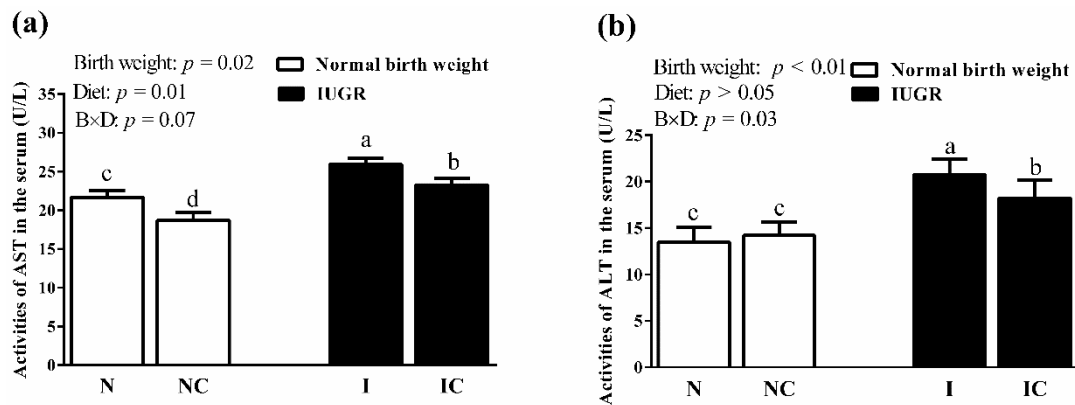 (a)
Birth weight: p = 0.02
Diet: p = 0.01
B×D: p = 0.07
Normal birth weight
IUGR
Activities of AST in the serum (U/L)
35
30
25
20
15
10
5
0
c
d
a
b
N
NC
I
IC
(b)
Birth weight: p < 0.01
Diet: p > 0.05
B×D: p = 0.03
Normal birth weight
IUGR
Activities of ALT in the serum (U/L)
25
20
15
10
5
0
c
c
a
b
N
NC
I
IC